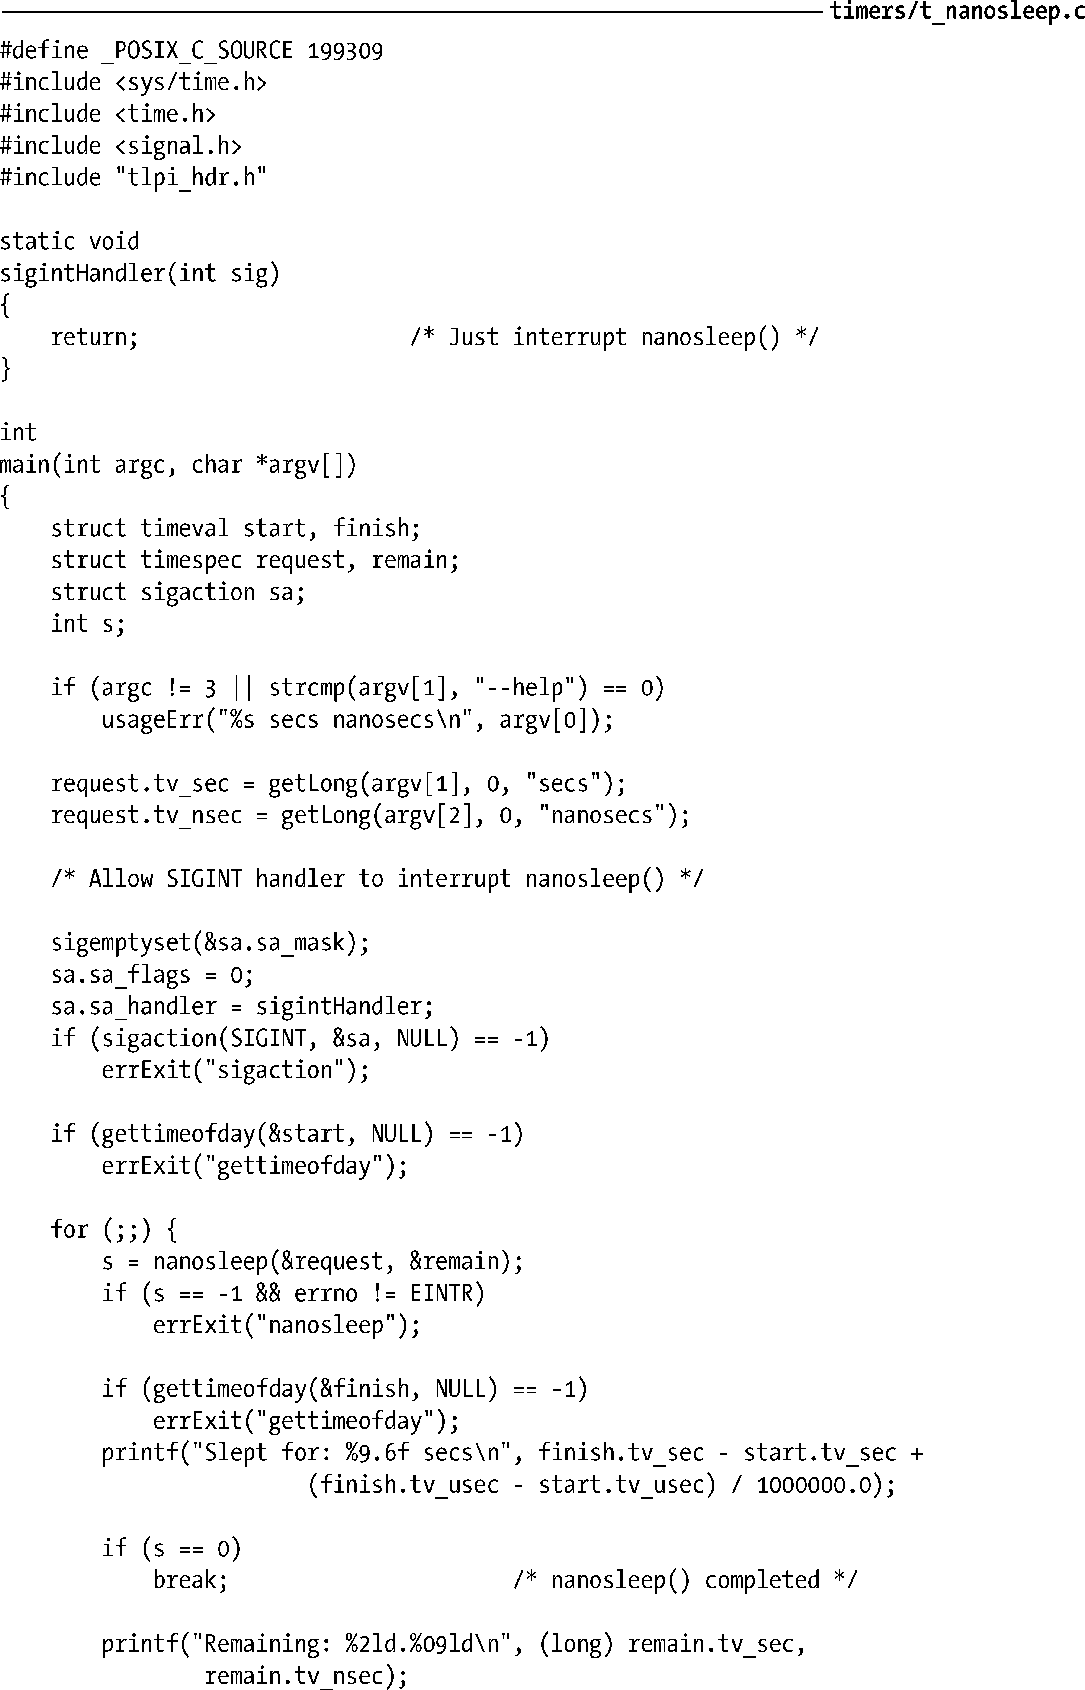 timers/t_nanosleep.c
#define _POSIX_C_SOURCE 199309
#include <sys/time.h>
#include <time.h>
#include <signal.h>
#include "tlpi_hdr.h"

static void
sigintHandler(int sig)
{
    return;                     /* Just interrupt nanosleep() */
}

int
main(int argc, char *argv[])
{
    struct timeval start, finish;
    struct timespec request, remain;
    struct sigaction sa;
    int s;

    if (argc != 3 || strcmp(argv[1], "--help") == 0)
        usageErr("%s secs nanosecs\n", argv[0]);

    request.tv_sec = getLong(argv[1], 0, "secs");
    request.tv_nsec = getLong(argv[2], 0, "nanosecs");

    /* Allow SIGINT handler to interrupt nanosleep() */

    sigemptyset(&sa.sa_mask);
    sa.sa_flags = 0;
    sa.sa_handler = sigintHandler;
    if (sigaction(SIGINT, &sa, NULL) == -1)
        errExit("sigaction");

    if (gettimeofday(&start, NULL) == -1)
        errExit("gettimeofday");

    for (;;) {
        s = nanosleep(&request, &remain);
        if (s == -1 && errno != EINTR)
            errExit("nanosleep");

        if (gettimeofday(&finish, NULL) == -1)
            errExit("gettimeofday");
        printf("Slept for: %9.6f secs\n", finish.tv_sec - start.tv_sec +
                        (finish.tv_usec - start.tv_usec) / 1000000.0);

        if (s == 0)
            break;                      /* nanosleep() completed */

        printf("Remaining: %2ld.%09ld\n", (long) remain.tv_sec,
                remain.tv_nsec);